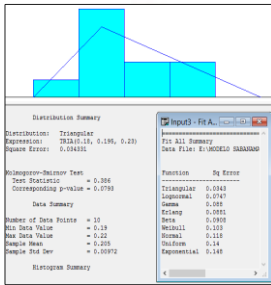 Distribution Summary
Distribution: Triangular
Expression: TRIA(0.18, 0.195, 0.23)
Square Error: 0.034331
Kolmogorov-Smirnov Test
Test Statistic = 0.386
Corresponding p-value = 0.0793
Data Summary
Number of Data Points = 10
Min Data Value = 0.19
Max Data Value = 0.22
Sample Mean = 0.205
Sample Std Dev = 0.00972
Histogram Summary
Input3 - Fit A...
Fit All Summary
Data File: E:\MODELO SABANAMA
Function Sq Error
Triangular 0.0343
Lognormal 0.0747
Gamma 0.088
Erlang 0.0881
Beta 0.0908
Weibull 0.103
Normal 0.118
Uniform 0.14
Exponential 0.148